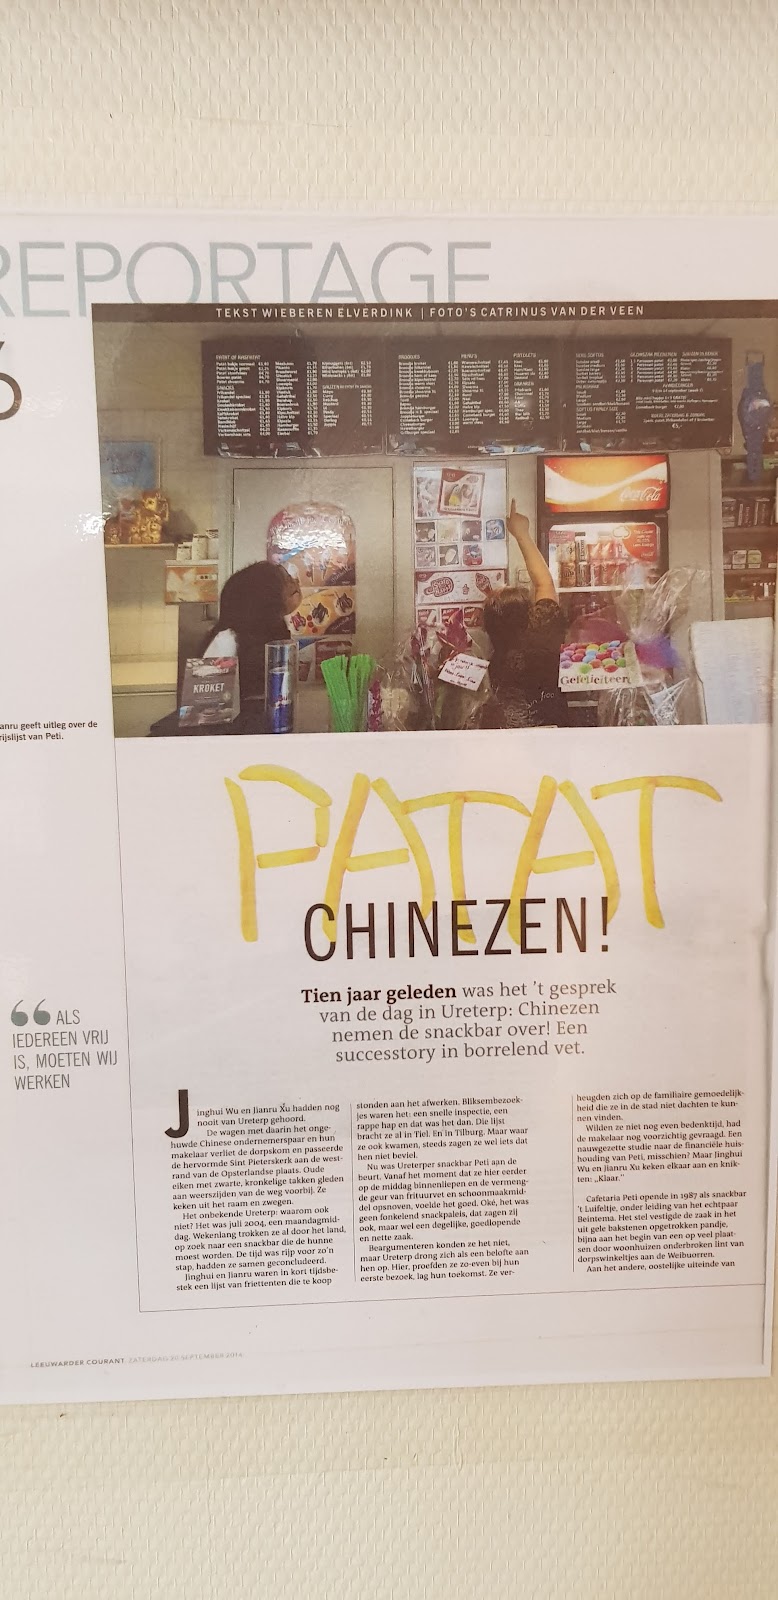 REPORTAGE
6
TEKST WIEBEREN ELVERDINK | FOTO'S CATRINUS VAN DER VEEN
Coca-Cola
KROKET
Gefeliciteerd
anru geeft uitleg over de
rijslijst van Peti.
PATAT
CHINEZEN!
Tien jaar geleden was het 't gesprek
van de dag in Ureterp: Chinezen
nemen de snackbar over! Een
successtory in borrelend vet.
ALS
IEDEREEN VRIJ
IS, MOETEN WIJ
WERKEN
Jinghui Wu en Jianru Xu hadden nog
nooit van Ureterp gehoord.
De wagen met daarin het onge-
huwde Chinese ondernemerspaar en hun
makelaar verliet de dorpskom en passeerde
de hervormde Sint Pieterskerk aan de west-
rand van de Opsterlandse plaats. Oude
eiken met zwarte, kronkelige takken gleden
aan weerszijden van de weg voorbij. Ze
keken uit het raam en zwegen.
Het onbekende Ureterp: waarom ook
niet? Het was juli 2004, een maandagmid-
dag. Wekenlang trokken ze al door het land,
op zoek naar een snackbar die de hunne
moest worden. De tijd was rijp voor zo'n
stap, hadden ze samen geconcludeerd.
Jinghui en Jianru waren in kort tijdsbe-
stek een lijst van friettenten die te koop
stonden aan het afwerken. Bliksembezoek-
jes waren het: een snelle inspectie, een
rappe hap en dat was het dan. Die lijst
bracht ze al in Tiel. En in Tilburg. Maar waar
ze ook kwamen, steeds zagen ze wel iets dat
hen niet beviel.
Nu was Ureterper snackbar Peti aan de
beurt. Vanaf het moment dat ze hier eerder
op de middag binnenliepen en de vermeng-
de geur van frituurvet en schoonmaakmid-
del opsnoven, voelde het goed. Oké, het was
geen fonkelend snackpaleis, dat zagen zij
ook, maar wel een degelijke, goedlopende
en nette zaak.
Beargumenteren konden ze het niet,
maar Ureterp drong zich als een belofte aan
hen op. Hier, proefden ze zo-even bij hun
eerste bezoek, lag hun toekomst. Ze ver-
heugden zich op de familiaire gemoedelijk-
heid die ze in de stad niet dachten te kun-
nen vinden.
Wilden ze niet nog even bedenktijd, had
de makelaar nog voorzichtig gevraagd. Een
nauwgezette studie naar de financiële huis-
houding van Peti, misschien? Maar Jinghui
Wu en Jianru Xu keken elkaar aan en knik-
ten: „Klaar."
Cafetaria Peti opende in 1987 als snackbar
't Luifeltje, onder leiding van het echtpaar
Beintema. Het stel vestigde de zaak in het
uit gele bakstenen opgetrokken pandje,
bijna aan het begin van een op veel plaat-
sen door woonhuizen onderbroken lint van
dorpswinkeltjes aan de Weibuorren.
Aan het andere, oostelijke uiteinde van
LEEUWARDER COURANT ZATERDAG 20 SEPTEMBER 2014